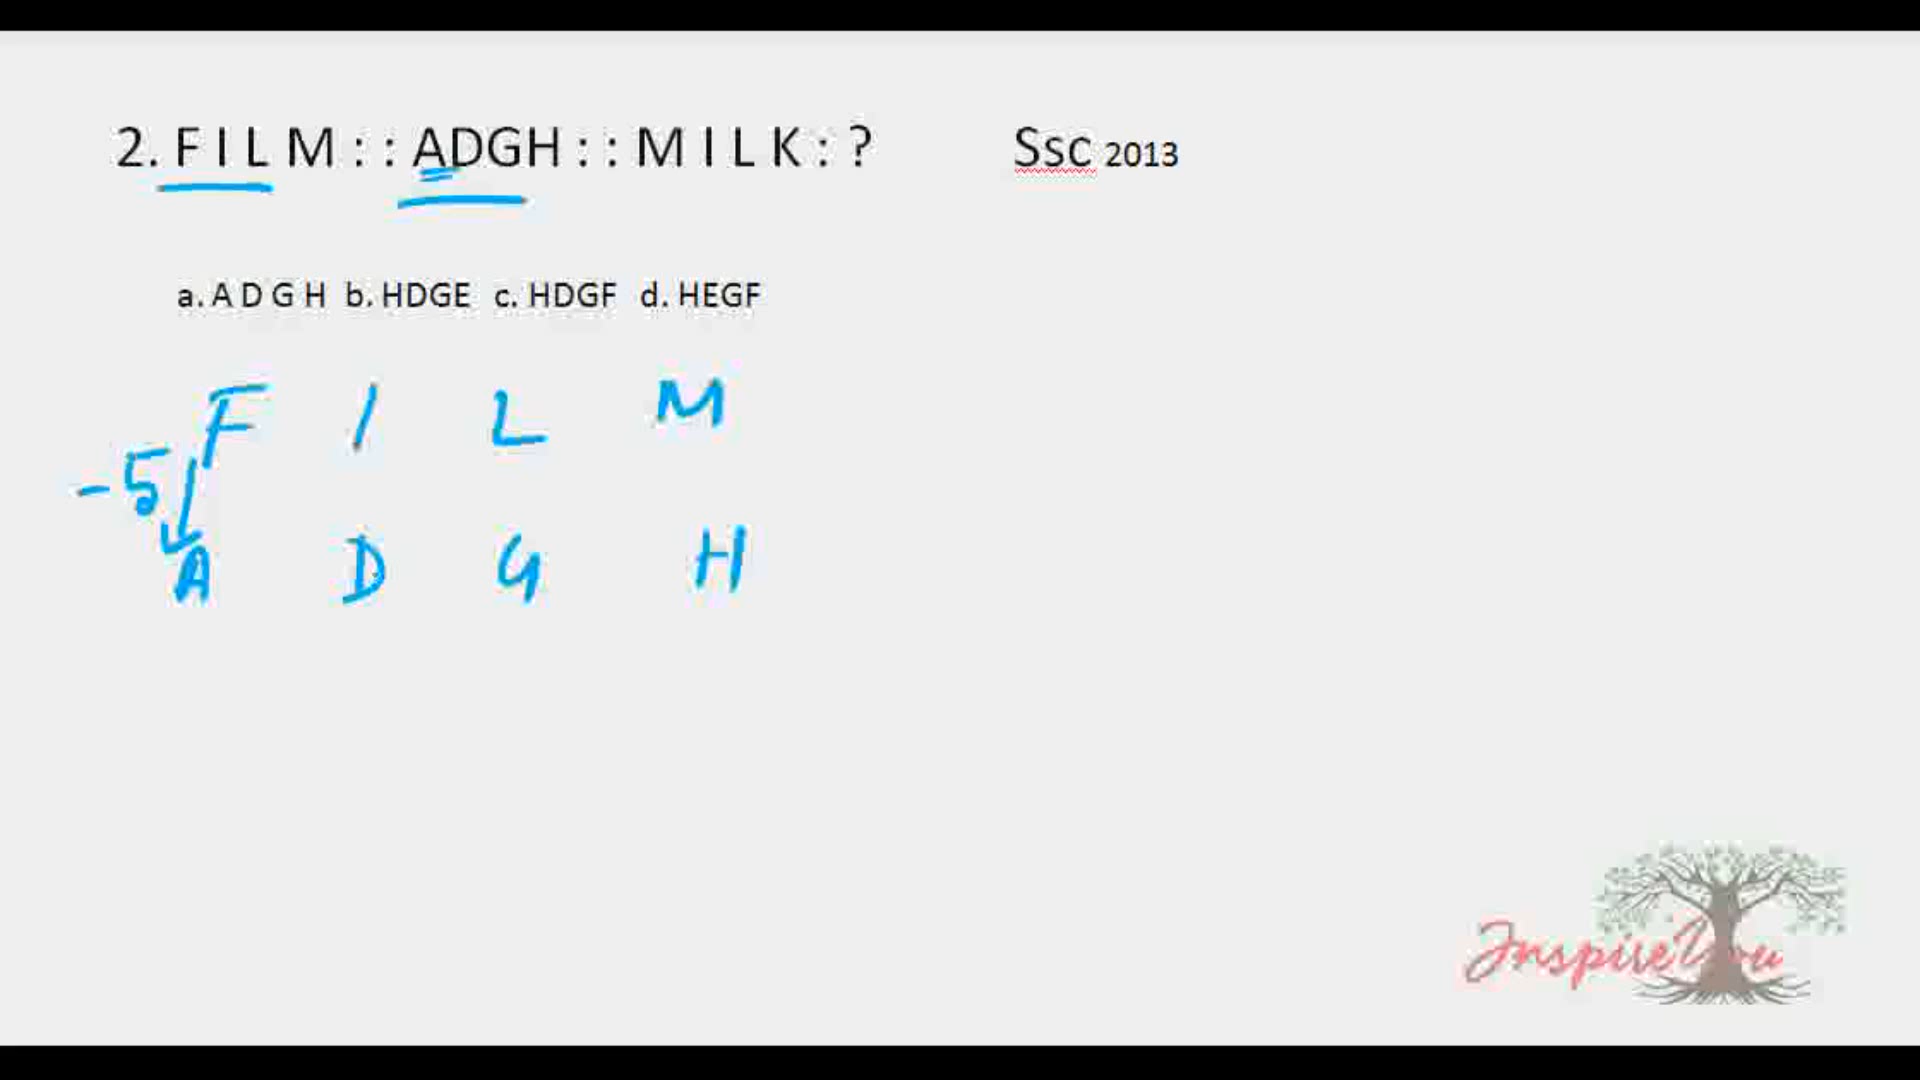 2. F I L M : : ADGH : : M I L K : ? Ssc 2013
a. A D G H b. HDGE c. HDGF d. HEGF
F I L M
-5
A D G H
InspireYou